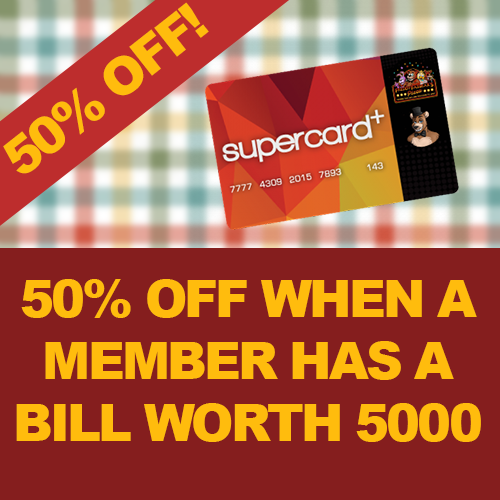 50% OFF!
supercard+
7777 4309 2015 7893 143
50% OFF WHEN A
MEMBER HAS A
BILL WORTH 5000